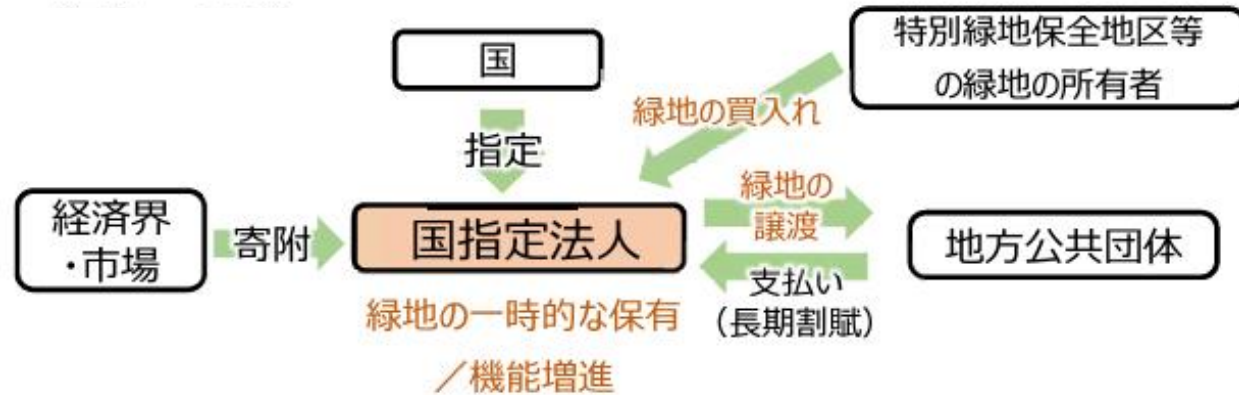 国
特別緑地保全地区等
の緑地の所有者
緑地の買入れ
指定
経済界
・市場
寄附
国指定法人
緑地の
譲渡
地方公共団体
支払い
（長期割賦）
緑地の一時的な保有
／機能増進